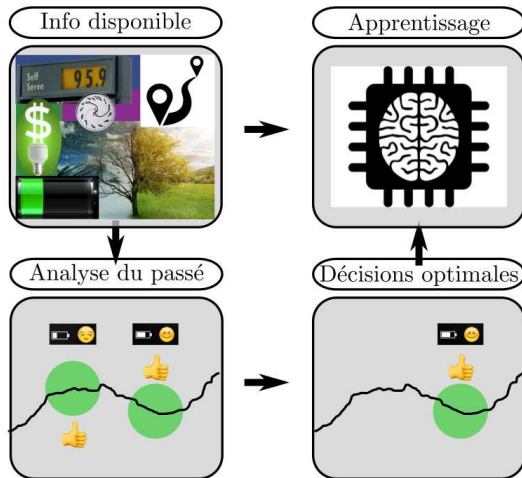 Info disponible
Apprentissage
Self
Serve
95.9
$
Analyse du passé
Décisions optimales